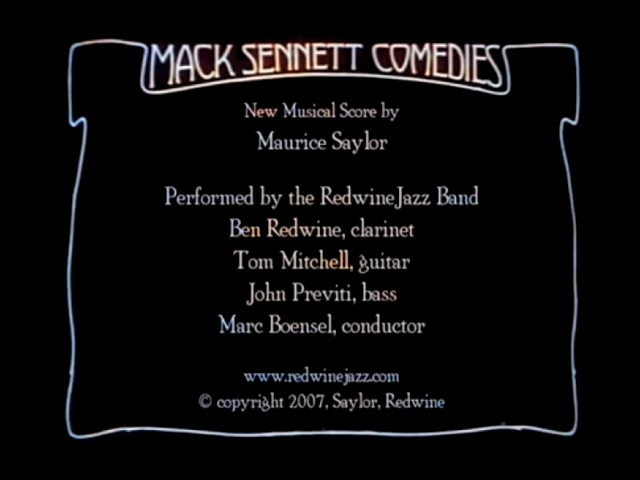 MACK SENNETT COMEDIES
New Musical Score by
Maurice Saylor
Performed by the RedwineJazz Band
Ben Redwine, clarinet
Tom Mitchell, guitar
John Previti, bass
Marc Boensel, conductor
www.redwinejazz.com
© copyright 2007, Saylor, Redwine